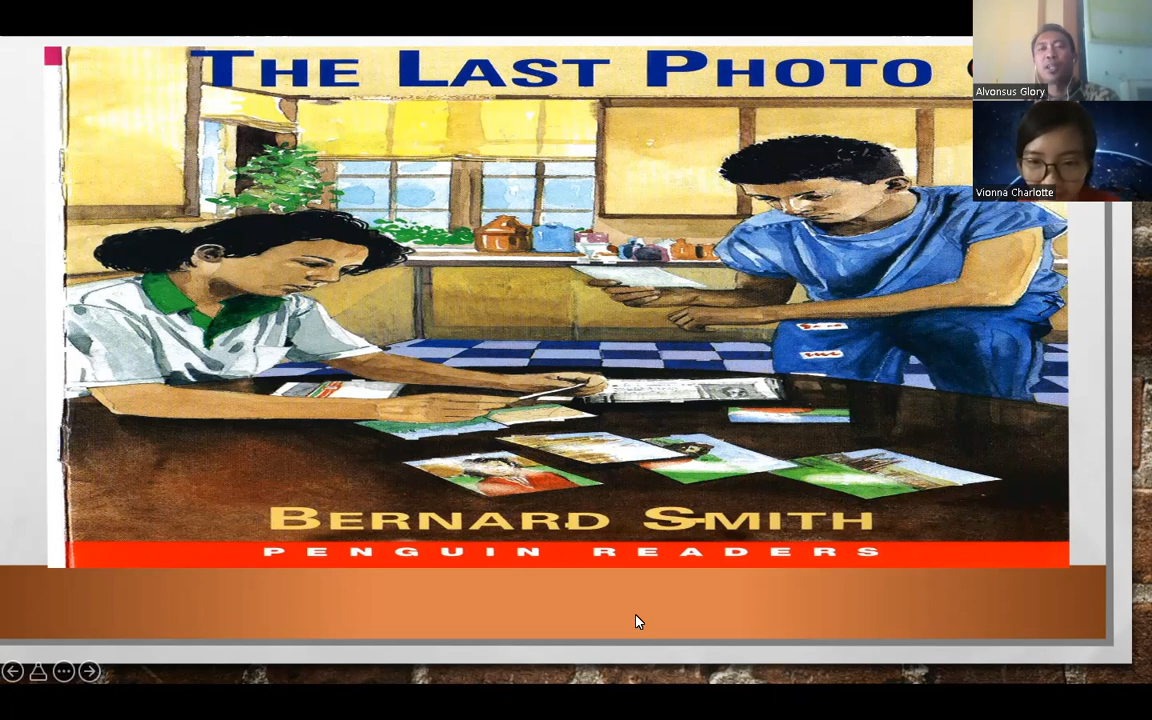 THE LAST PHOTO
Alvonsus Glory
Vionna Charlotte
BERNARD SMITH
PENGUIN READERS